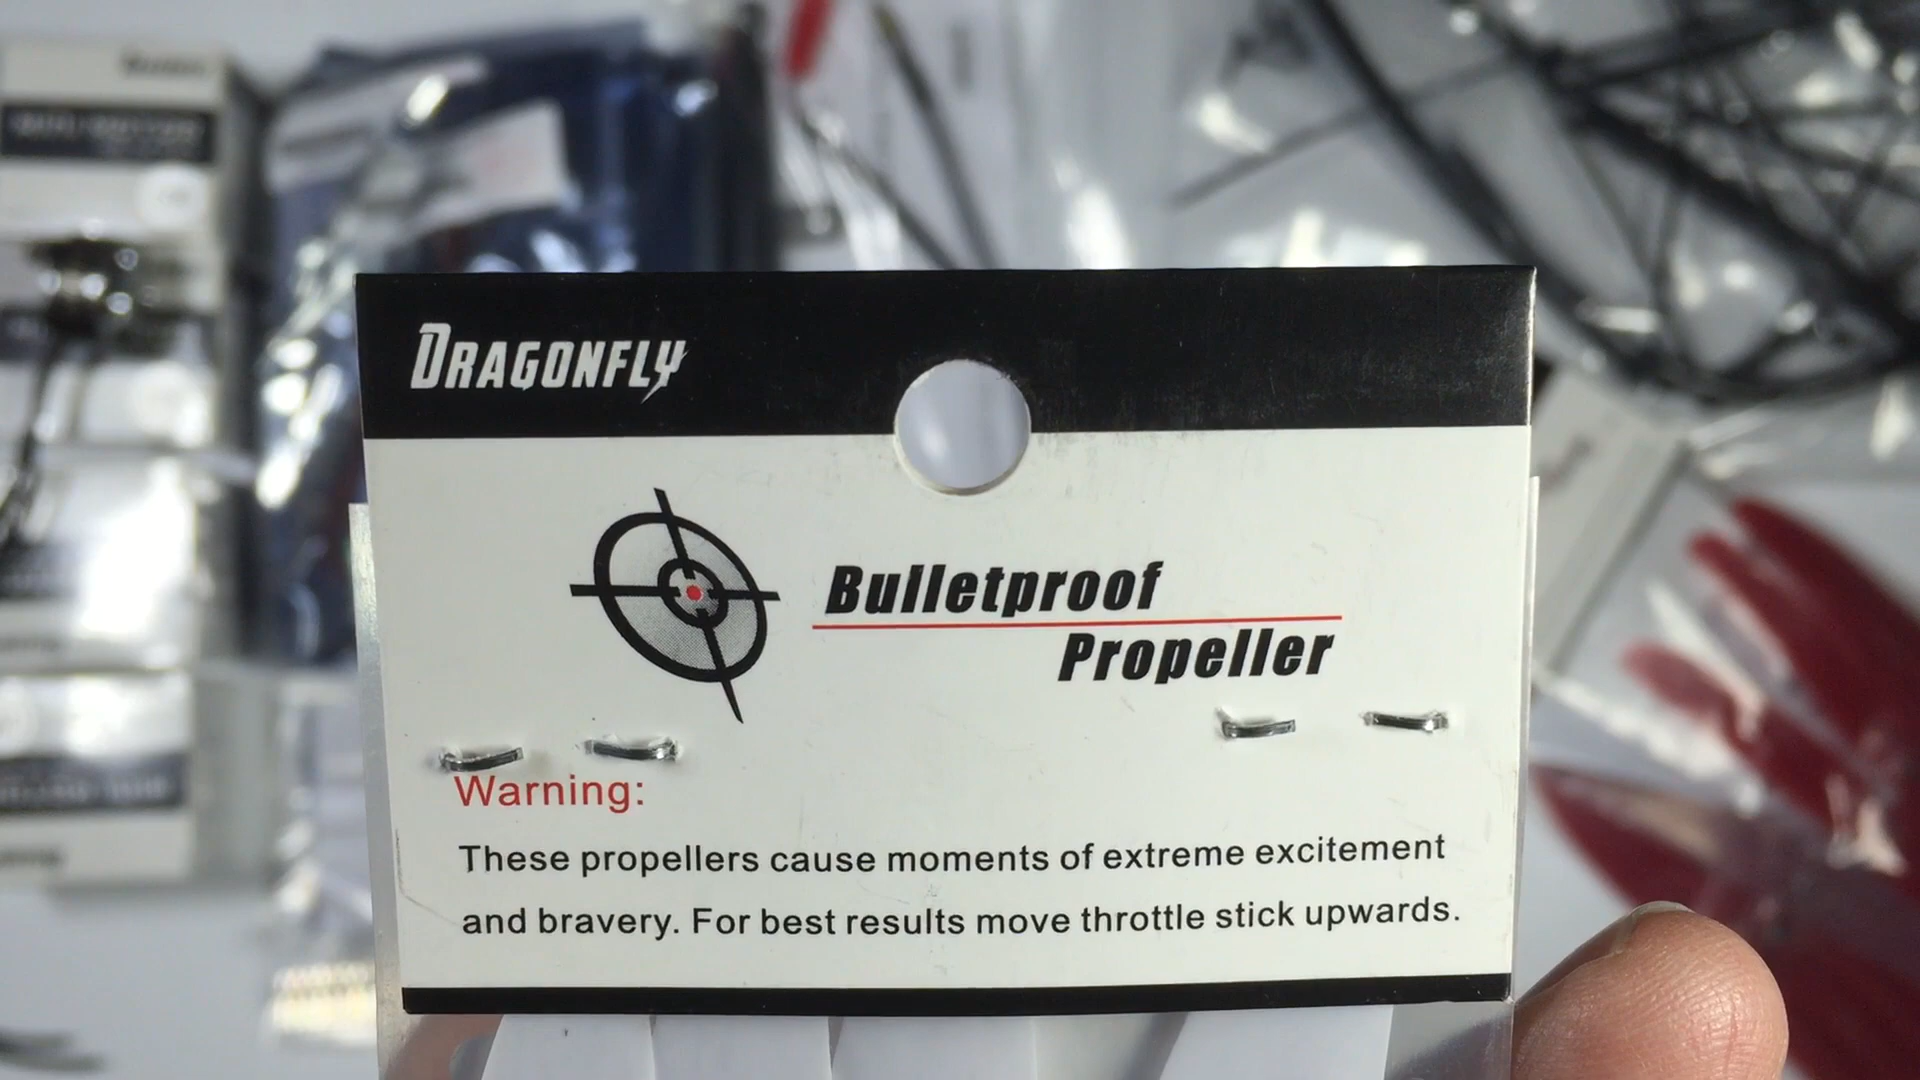 DRAGONFLY
Bulletproof
Propeller
Warning:
These propellers cause moments of extreme excitement
and bravery. For best results move throttle stick upwards.